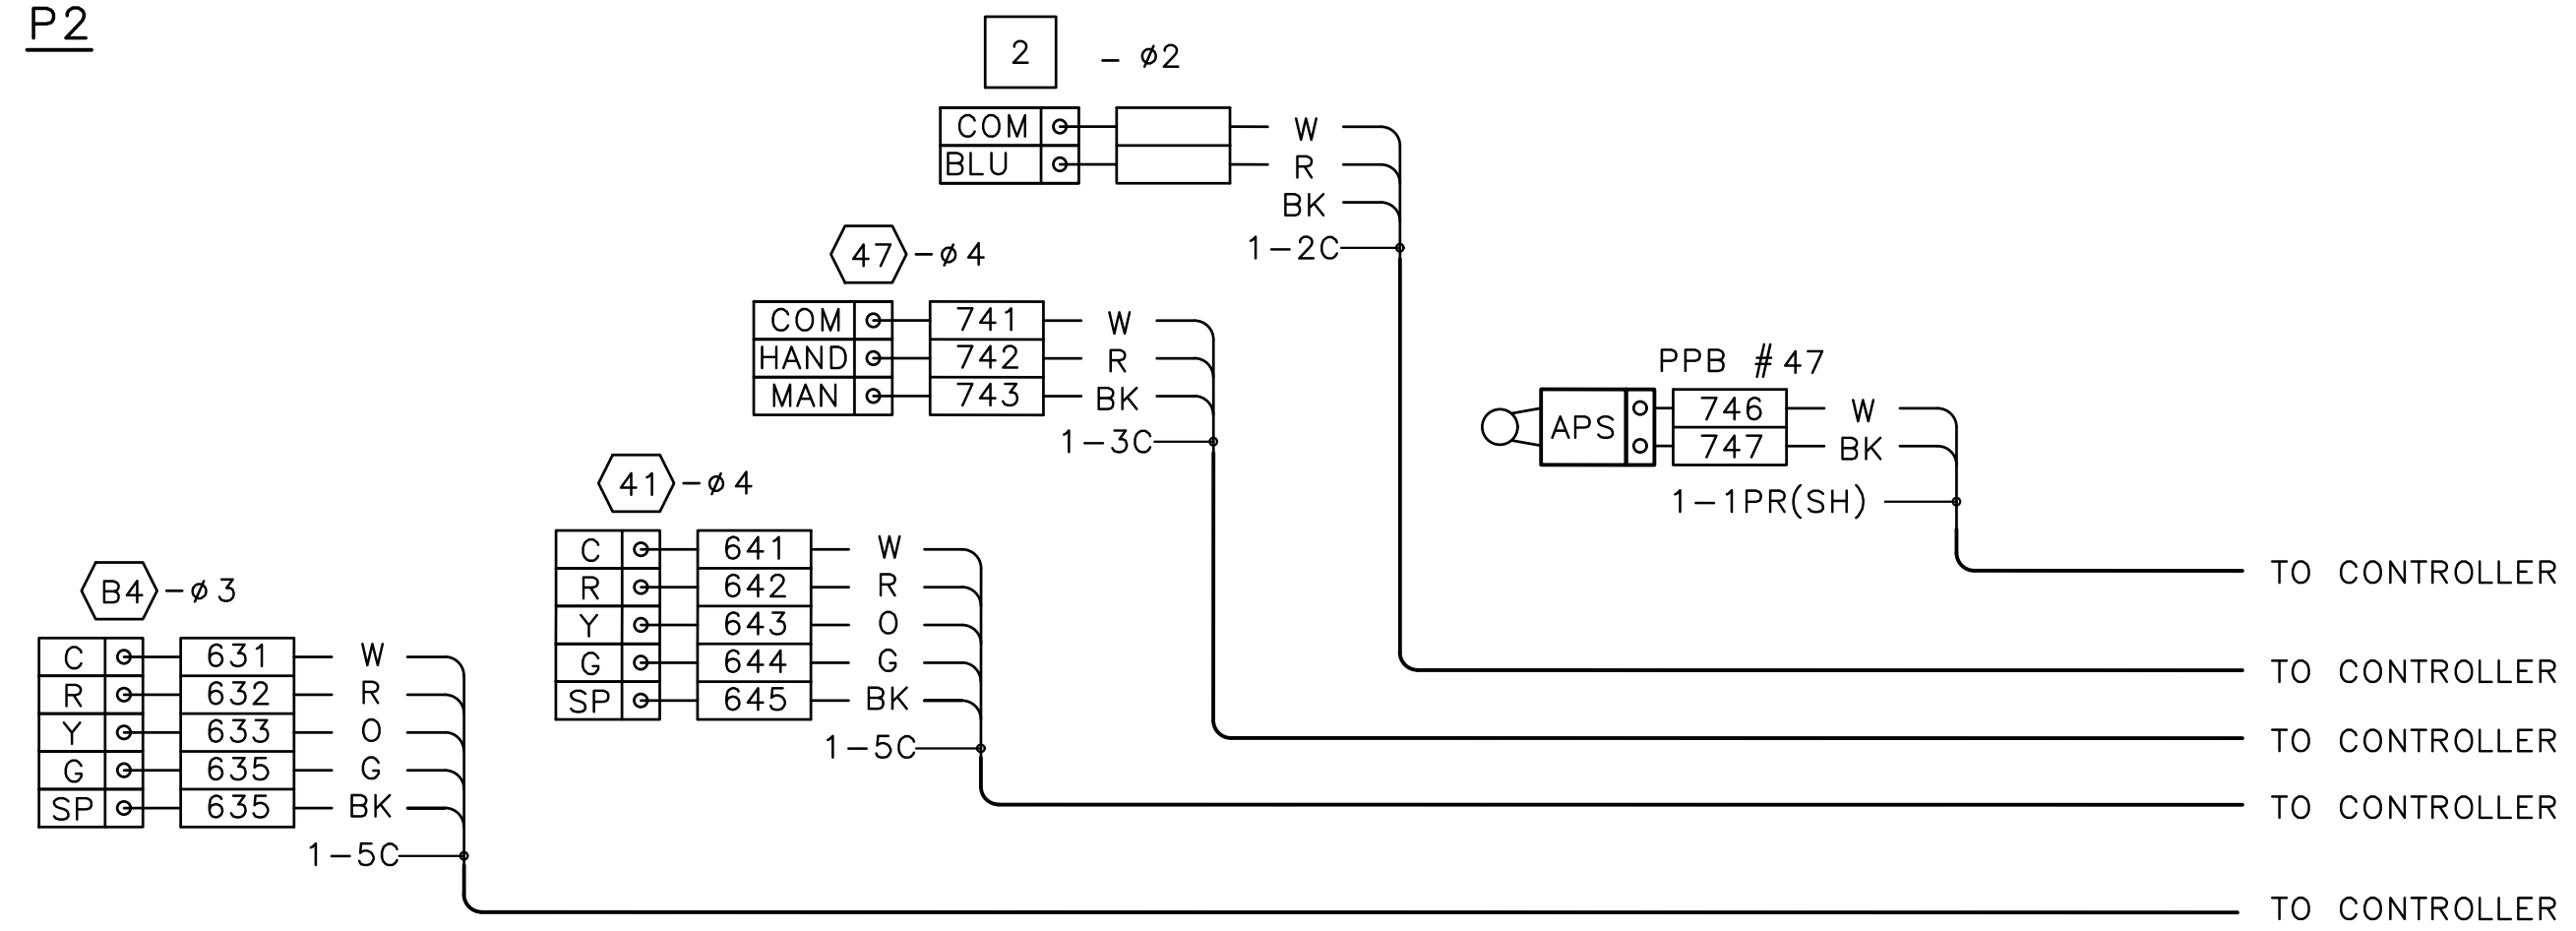 P2
2 - ø2
COM W
BLU R
BK
1-2C
47 -ø4
COM 741 W
HAND 742 R
MAN 743 BK
1-3C
PPB #47
APS 746 W
747 BK
1-1PR(SH)
41 -ø4
C 641 W
R 642 R
Y 643 O
G 644 G
SP 645 BK
1-5C
B4 -ø3
C 631 W
R 632 R
Y 633 O
G 635 G
SP 635 BK
1-5C
TO CONTROLLER
TO CONTROLLER
TO CONTROLLER
TO CONTROLLER
TO CONTROLLER